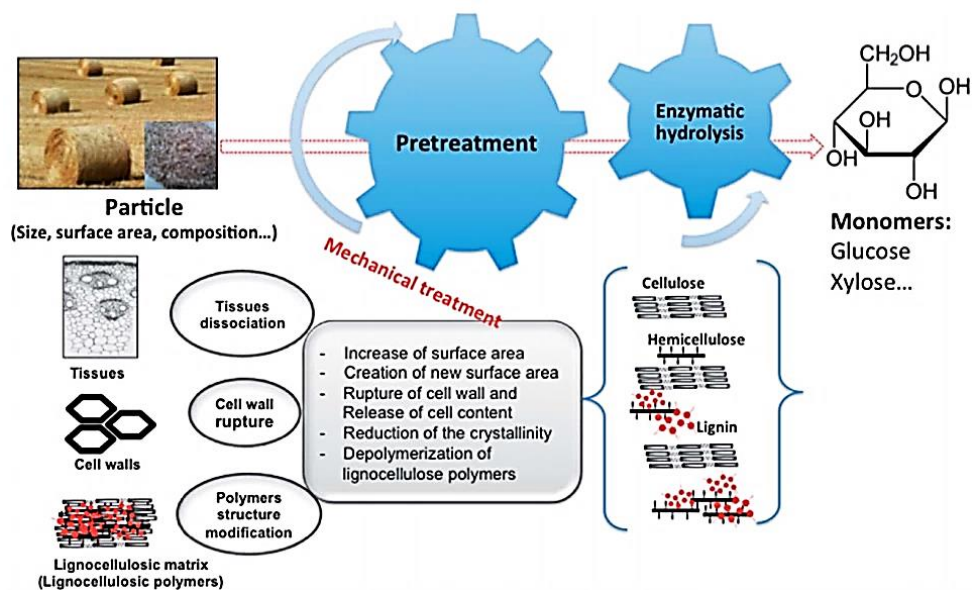 Particle
(Size, surface area, composition...)
Pretreatment
Enzymatic
hydrolysis
CH₂OH
O
OH
OH
OH
OH
Monomers:
Glucose
Xylose...
Mechanical treatment
Tissues
Tissues
dissociation
Cell walls
Cell wall
rupture
Lignocellulosic matrix
(Lignocellulosic polymers)
Polymers
structure
modification
- Increase of surface area
- Creation of new surface area
- Rupture of cell wall and
Release of cell content
- Reduction of the crystallinity
- Depolymerization of
lignocellulose polymers
Cellulose
Hemicellulose
Lignin